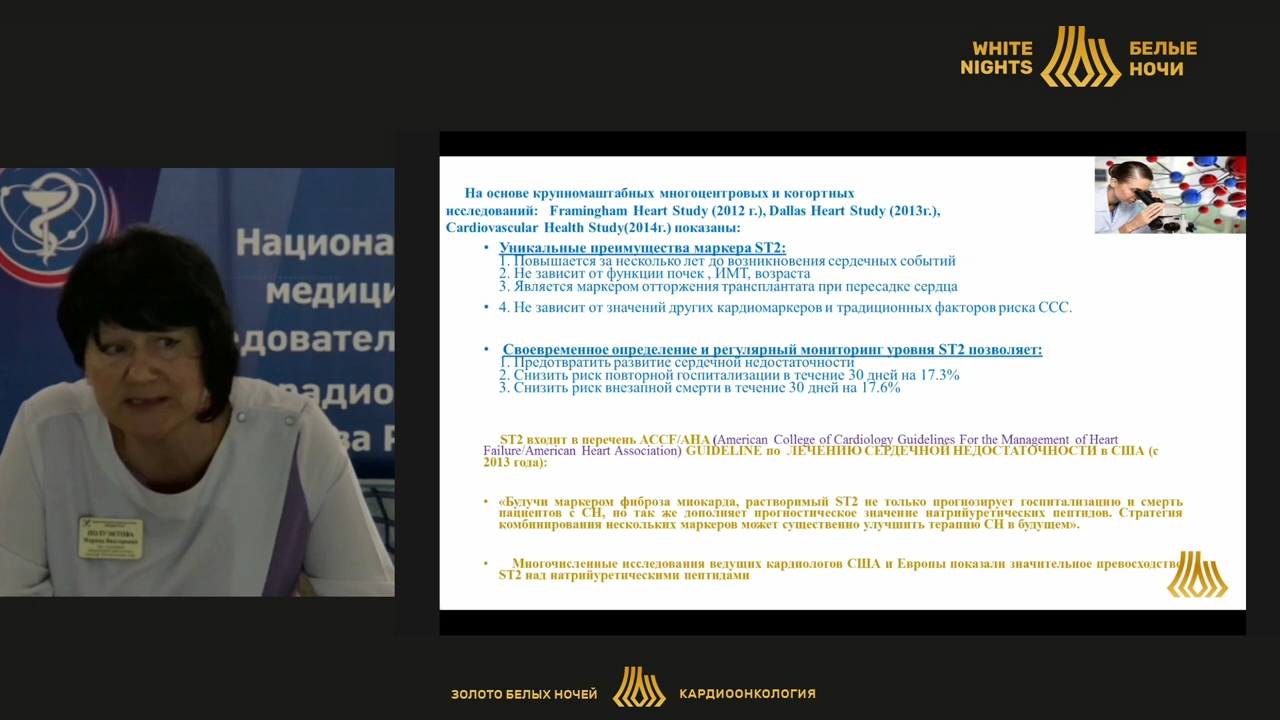 WHITE
NIGHTS
БЕЛЫЕ
НОЧИ
Национа
медици
едовател
радио
ва Р
ПОЛУЭКТОВА
На основе крупномаштабных многоцентровых и когортных
исследований: Framingham Heart Study (2012 г.), Dallas Heart Study (2013г.),
Cardiovascular Health Study(2014г.) показаны:
• Уникальные преимущества маркера ST2:
1. Повышается за несколько лет до возникновения сердечных событий
2. Не зависит от функции почек , ИМТ, возраста
3. Является маркером отторжения трансплантата при пересадке сердца
• 4. Не зависит от значений других кардиомаркеров и традиционных факторов риска ССС.
• Своевременное определение и регулярный мониторинг уровня ST2 позволяет:
1. Предотвратить развитие сердечной недостаточности
2. Снизить риск повторной госпитализации в течение 30 дней на 17.3%
3. Снизить риск внезапной смерти в течение 30 дней на 17.6%
ST2 входит в перечень ACCF/AHA (American College of Cardiology Guidelines For the Management of Heart
Failure/American Heart Association) GUIDELINE по ЛЕЧЕНИЮ СЕРДЕЧНОЙ НЕДОСТАТОЧНОСТИ в США (с
2013 года):
• «Будучи маркером фиброза миокарда, растворимый ST2 не только прогнозирует госпитализацию и смерть
пациентов с СН, но так же дополняет прогностическое значение натрийуретических пептидов. Стратегия
комбинирования нескольких маркеров может существенно улучшить терапию СН в будущем».
• Многочисленные исследования ведущих кардиологов США и Европы показали значительное превосходство
ST2 над натрийуретическими пептидами
ЗОЛОТО БЕЛЫХ НОЧЕЙ
КАРДИООНКОЛОГИЯ